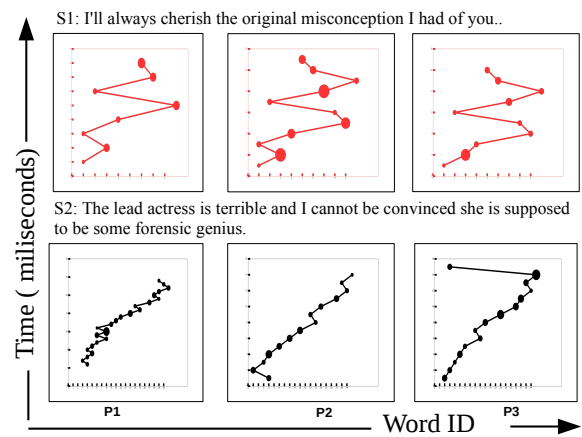 S1: I'll always cherish the original misconception I had of you..
S2: The lead actress is terrible and I cannot be convinced she is supposed
to be some forensic genius.
Time ( miliseconds)
P1 P2 P3
Word ID